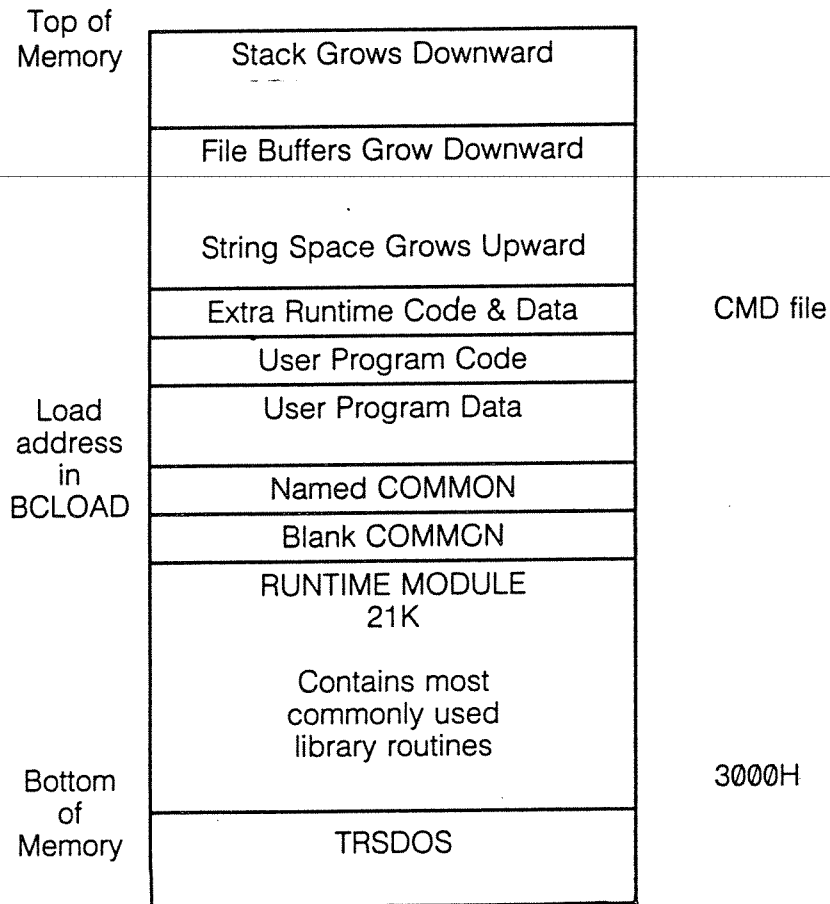 Top of
Memory
Stack Grows Downward
File Buffers Grow Downward
String Space Grows Upward
Extra Runtime Code & Data
CMD file
User Program Code
Load
address
in
BCLOAD
User Program Data
Named COMMON
Blank COMMON
RUNTIME MODULE
21K
Contains most
commonly used
library routines
3000H
Bottom
of
Memory
TRSDOS